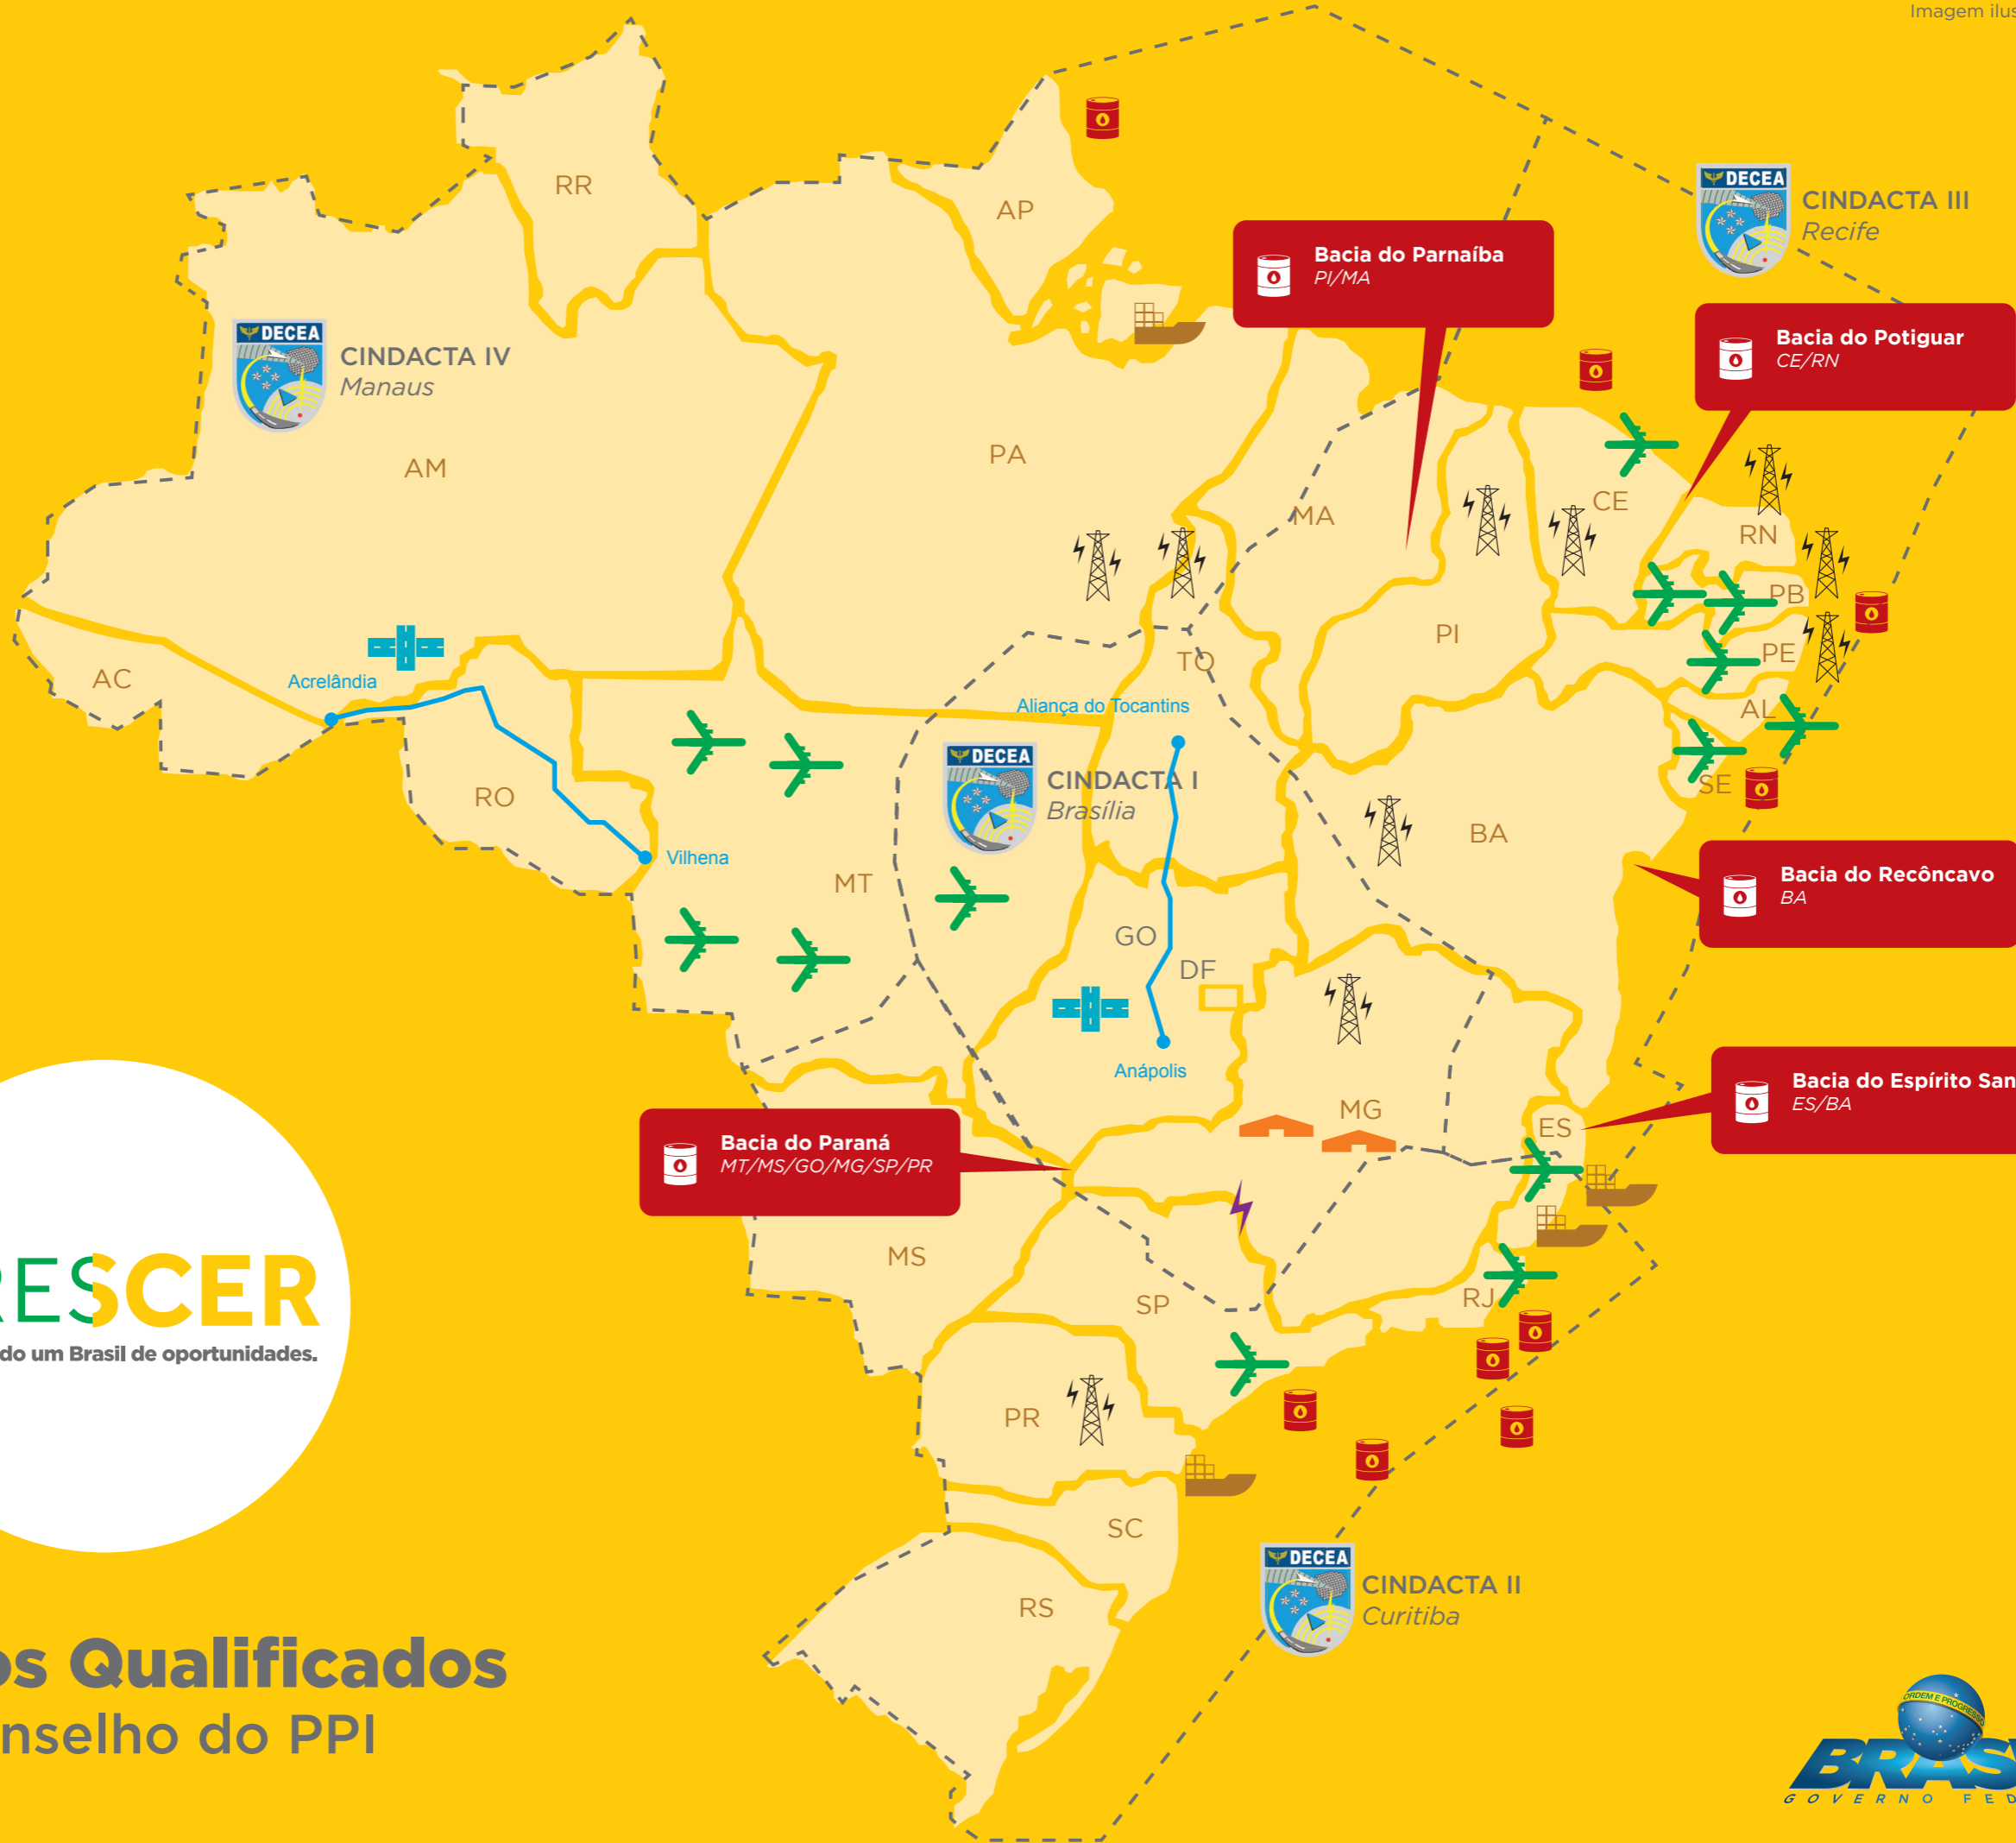 Imagem ilus
RR
AP
DECEA
CINDACTA III
Recife
Bacia do Parnaíba
PI/MA
Bacia do Potiguar
CE/RN
DECEA
CINDACTA IV
Manaus
AM
PA
MA
CE
RN
PB
PI
PE
TO
AC
Acrelândia
Aliança do Tocantins
AL
DECEA
CINDACTA I
Brasília
SE
RO
BA
Vilhena
MT
Bacia do Recôncavo
BA
GO
DF
Anápolis
MG
ES
Bacia do Espírito San
ES/BA
Bacia do Paraná
MT/MS/GO/MG/SP/PR
MS
SP
RJ
RESCER
do um Brasil de oportunidades.
PR
SC
DECEA
CINDACTA II
Curitiba
RS
os Qualificados
nselho do PPI
ORDEM E PROGRESSO
BRAS
GOVERNO FED